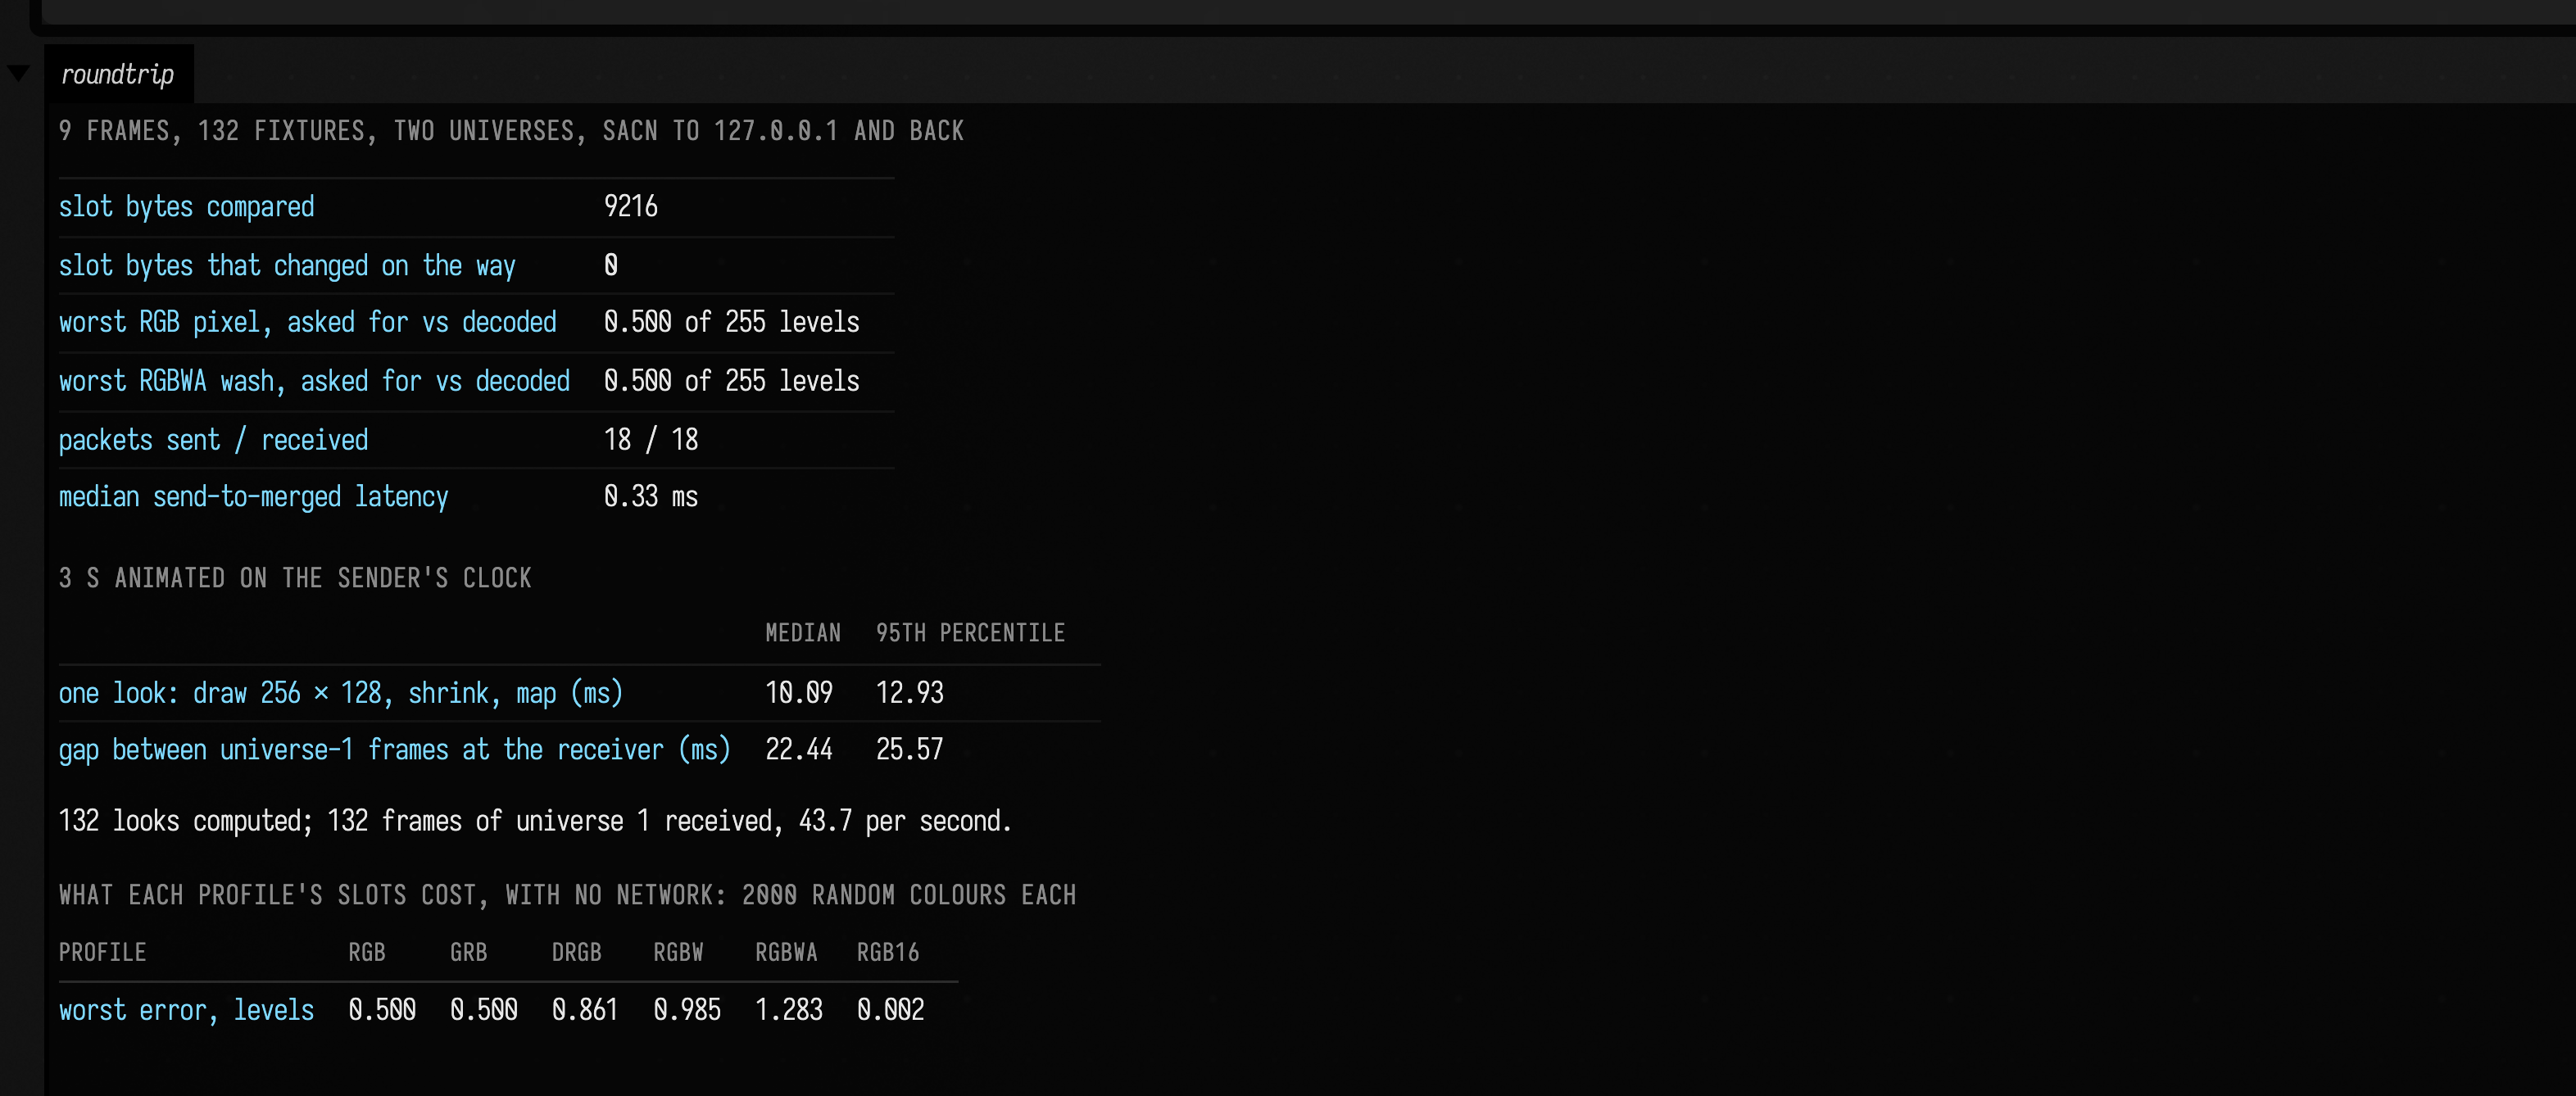 roundtrip
9 FRAMES, 132 FIXTURES, TWO UNIVERSES, SACN TO 127.0.0.1 AND BACK
slot bytes compared 9216
slot bytes that changed on the way 0
worst RGB pixel, asked for vs decoded 0.500 of 255 levels
worst RGBWA wash, asked for vs decoded 0.500 of 255 levels
packets sent / received 18 / 18
median send-to-merged latency 0.33 ms
3 S ANIMATED ON THE SENDER'S CLOCK
MEDIAN 95TH PERCENTILE
one look: draw 256 × 128, shrink, map (ms) 10.09 12.93
gap between universe-1 frames at the receiver (ms) 22.44 25.57
132 looks computed; 132 frames of universe 1 received, 43.7 per second.
WHAT EACH PROFILE'S SLOTS COST, WITH NO NETWORK: 2000 RANDOM COLOURS EACH
PROFILE RGB GRB DRGB RGBW RGBWA RGB16
worst error, levels 0.500 0.500 0.861 0.985 1.283 0.002